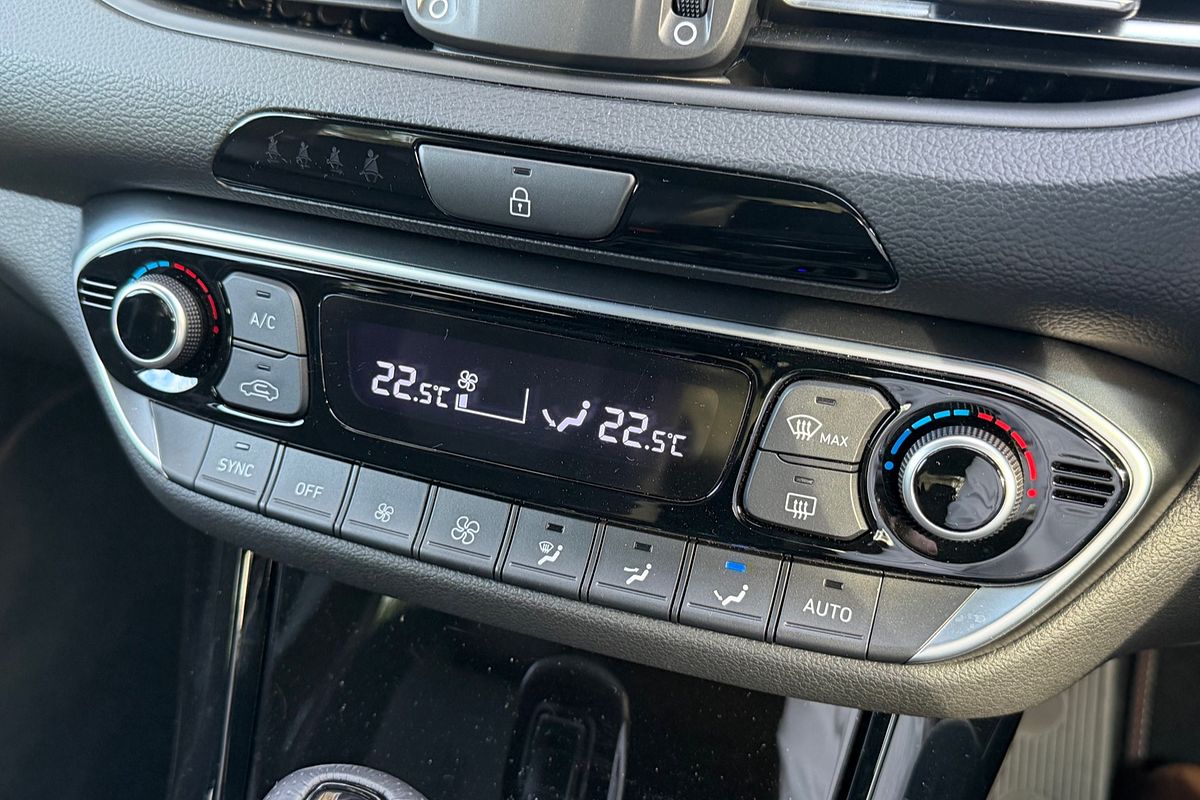 A/C
22.5°C
22.5°C
MAX
SYNC
OFF
AUTO